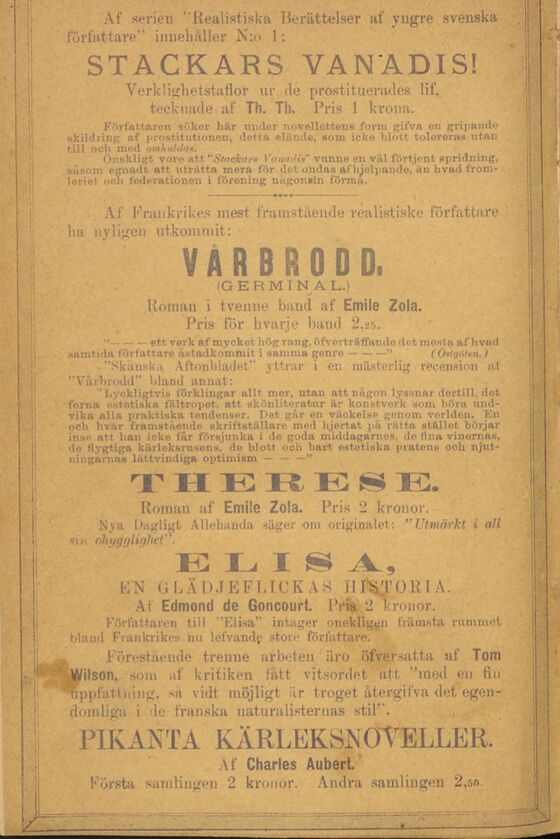 Af serien "Realistiska Berättelser af yngre svenska
författare" innehåller N:o 1:
STACKARS VANADIS!
Verklighetstaflor ur de prostituerades lif,
tecknade af Th. Th. Pris 1 krona.
Författaren söker här under novellettens form gifva en gripande
skildring af prostitutionen, detta elände, som icke blott tolereras utan
till och med omhuldas.
Önskligt vore att "Stackars Vanadis" vunne en väl förtjent spridning,
såsom egnadt att uträtta mera för det ondas afhjelpande, än hvad from-
leriet och federationen i förening någonsin förmå.
Af Frankrikes mest framstående realistiske författare
ha nyligen utkommit:
VÅRBRODD.
(GERMINAL.)
Roman i tvenne band af Emile Zola.
Pris för hvarje band 2,25.
"— — — ett verk af mycket hög rang, öfverträffande det mesta af hvad
samtida författare åstadkommit i samma genre — — —" (Östgöten.)
"Skånska Aftonbladet" yttrar i en mästerlig recension af
"Vårbrodd" bland annat:
"Lyckligtvis förklingar allt mer, utan att någon lyssnar dertill, det
forna estetiska fältropet, att skönliteratur är konstverk som böra und-
vika alla praktiska tendenser. Det går en väckelse genom verlden. En
och hvar framstående skriftställare med hjertat på rätta stället börjar
inse att han icke får försjunka i de goda middagarnes, de fina vinernas,
de flygtiga kärleksrusens, de blott och bart estetiska pratens och njut-
ningarnas lättvindiga optimism — — —"
THERESE.
Roman af Emile Zola. Pris 2 kronor.
Nya Dagligt Allehanda säger om originalet: "Utmärkt i all
sin ohygglighet".
ELISA,
EN GLÄDJEFLICKAS HISTORIA.
Af Edmond de Goncourt. Pris 2 kronor.
Författaren till "Elisa" intager onekligen främsta rummet
bland Frankrikes nu lefvande store författare.
Förestående trenne arbeten äro öfversatta af Tom
Wilson, som af kritiken fått vitsordet att "med en fin
uppfattning, så vidt möjligt är troget återgifva det egen-
domliga i de franska naturalisternas stil".
PIKANTA KÄRLEKSNOVELLER.
Af Charles Aubert.
Första samlingen 2 kronor. Andra samlingen 2,50.